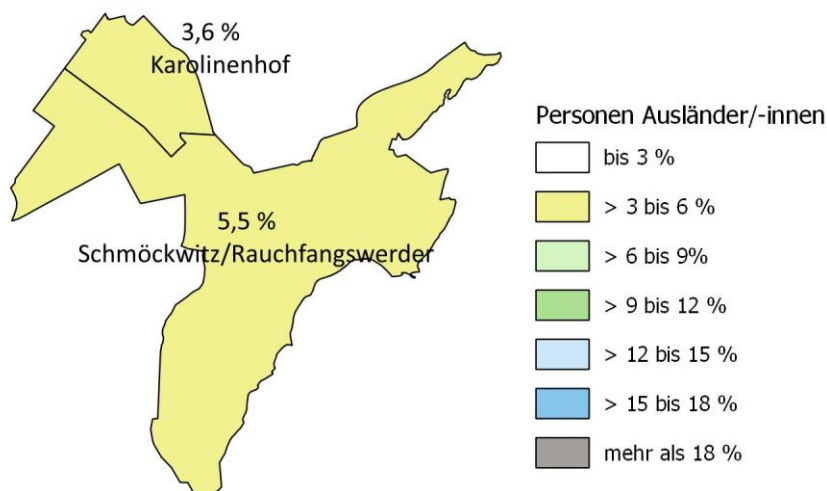 3,6 %
Karolinenhof
5,5 %
Schmöckwitz/Rauchfangswerder
Personen Ausländer/-innen
bis 3 %
> 3 bis 6 %
> 6 bis 9%
> 9 bis 12 %
> 12 bis 15 %
> 15 bis 18 %
mehr als 18 %